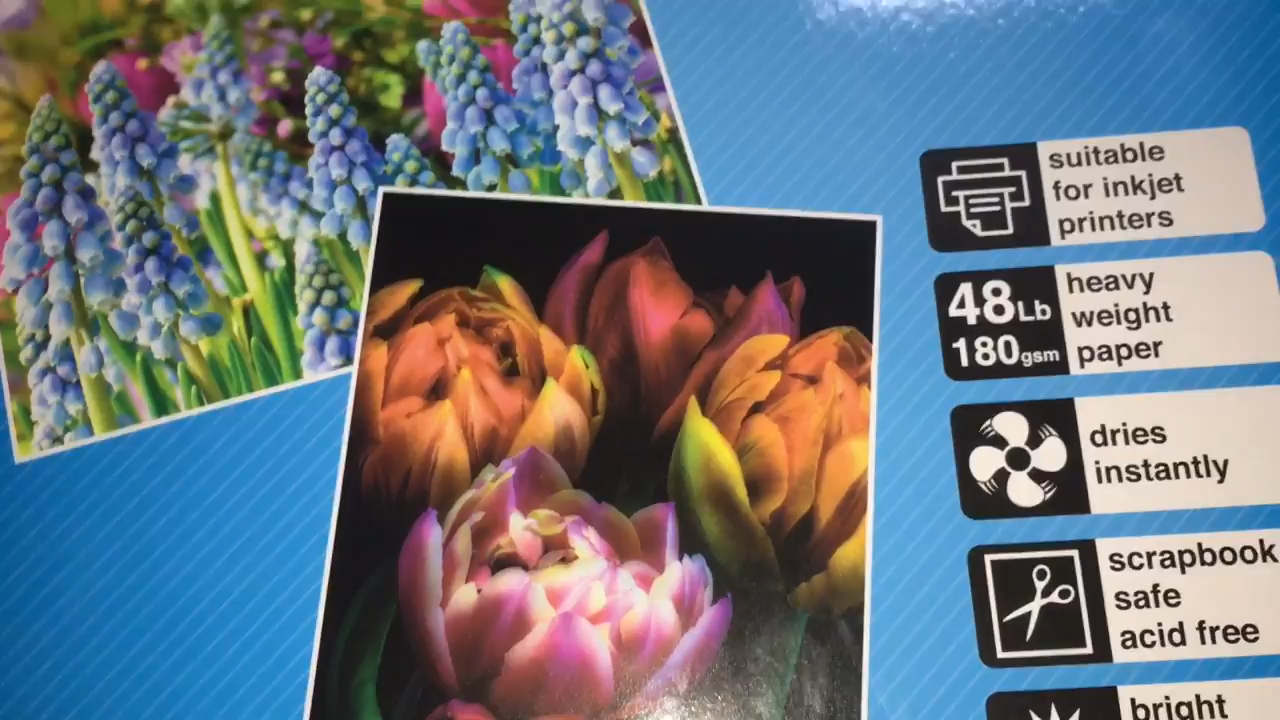 suitable
for inkjet
printers
48Lb
180gsm
heavy
weight
paper
dries
instantly
scrapbook
safe
acid free
bright